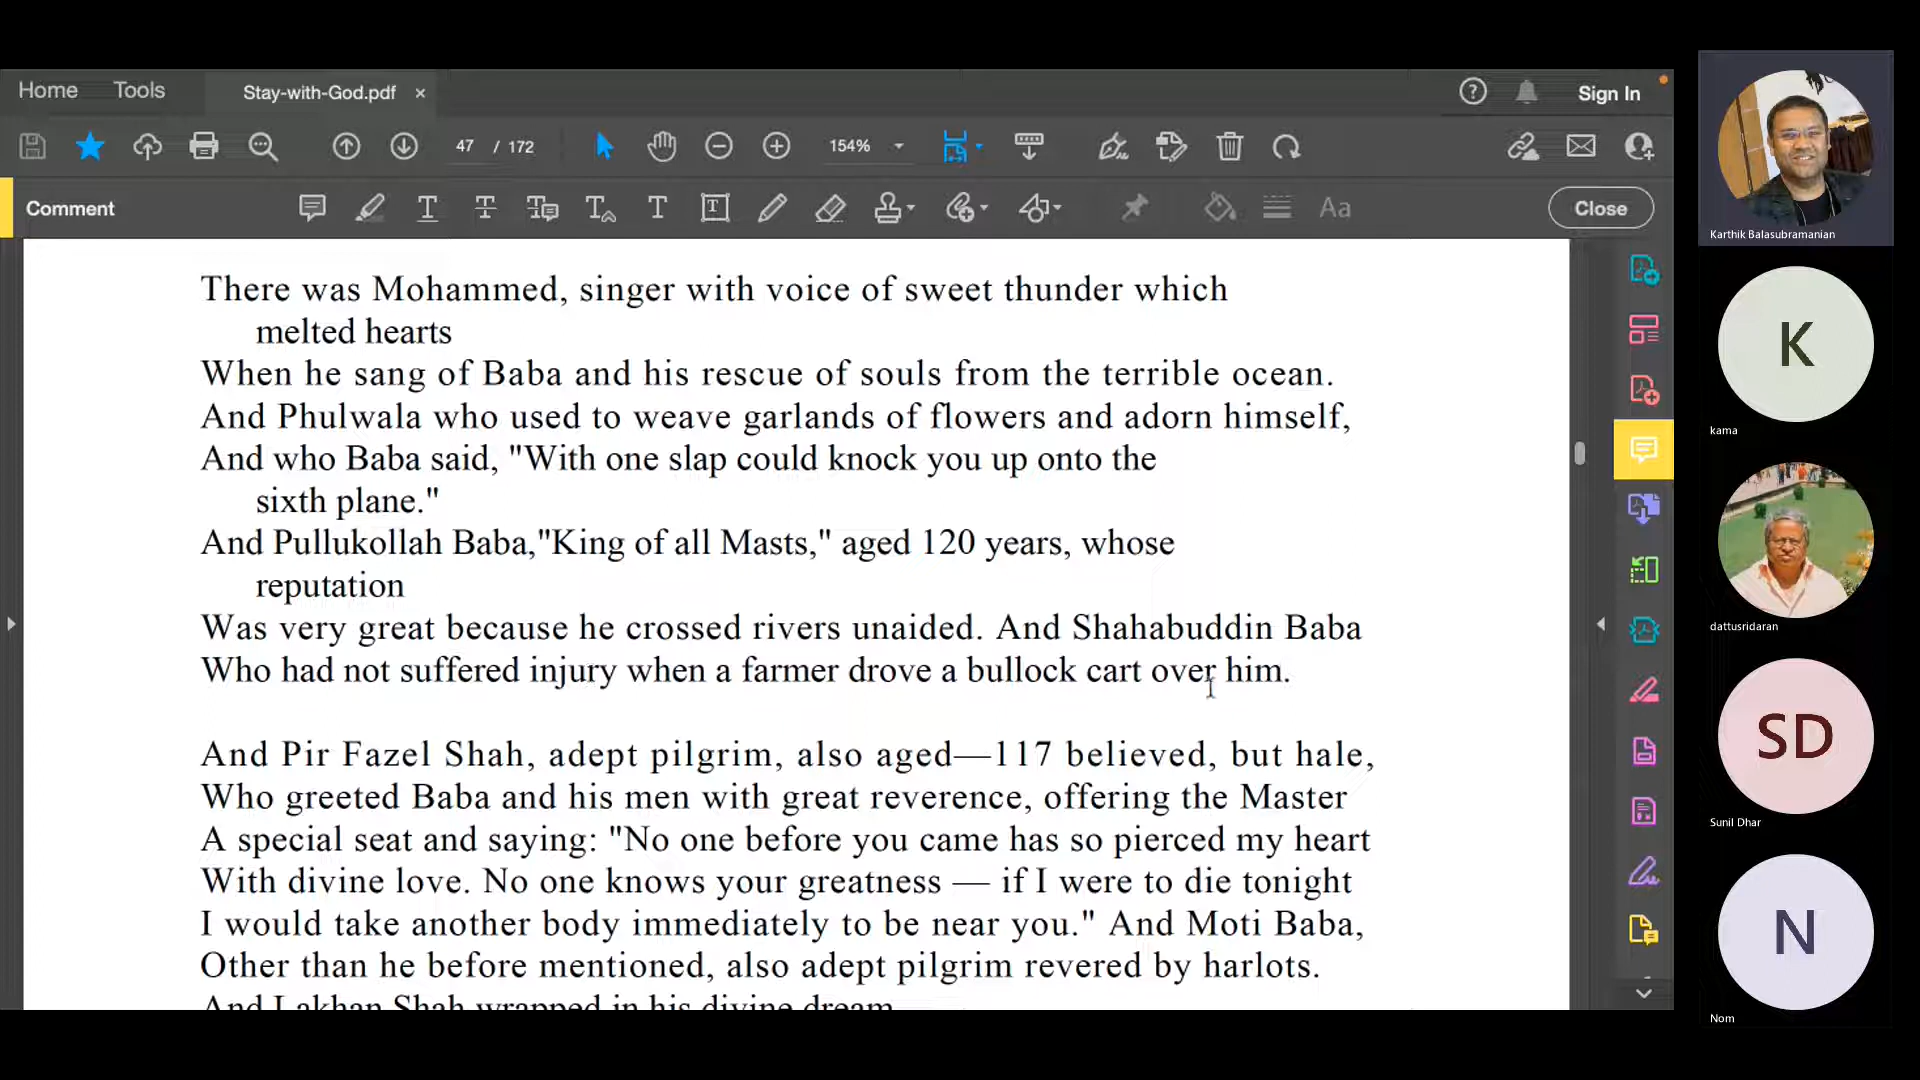 Home Tools Stay-with-God.pdf × Sign In
47 / 172 154%
Comment Close
There was Mohammed, singer with voice of sweet thunder which
melted hearts
When he sang of Baba and his rescue of souls from the terrible ocean.
And Phulwala who used to weave garlands of flowers and adorn himself,
And who Baba said, "With one slap could knock you up onto the
sixth plane."
And Pullukollah Baba,"King of all Masts," aged 120 years, whose
reputation
Was very great because he crossed rivers unaided. And Shahabuddin Baba
Who had not suffered injury when a farmer drove a bullock cart over him.
And Pir Fazel Shah, adept pilgrim, also aged—117 believed, but hale,
Who greeted Baba and his men with great reverence, offering the Master
A special seat and saying: "No one before you came has so pierced my heart
With divine love. No one knows your greatness — if I were to die tonight
I would take another body immediately to be near you." And Moti Baba,
Other than he before mentioned, also adept pilgrim revered by harlots.
And Lakhan Shah wrapped in his divine dream
Karthik Balasubramanian
K
kama
dattusridaran
SD
Sunil Dhar
N
Nom